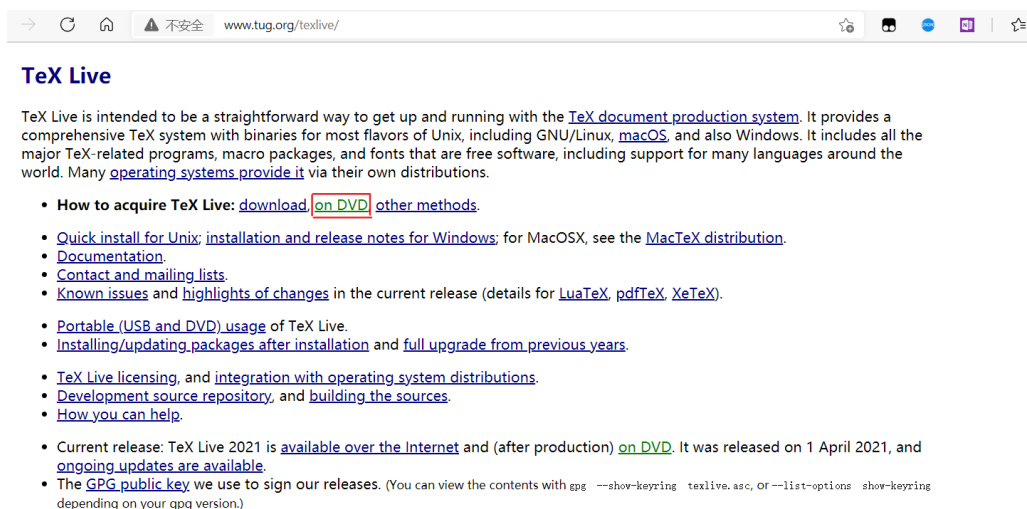 不安全 www.tug.org/texlive/
TeX Live
TeX Live is intended to be a straightforward way to get up and running with the TeX document production system. It provides a
comprehensive TeX system with binaries for most flavors of Unix, including GNU/Linux, macOS, and also Windows. It includes all the
major TeX-related programs, macro packages, and fonts that are free software, including support for many languages around the
world. Many operating systems provide it via their own distributions.
• How to acquire TeX Live: download, on DVD, other methods.
• Quick install for Unix; installation and release notes for Windows; for MacOSX, see the MacTeX distribution.
• Documentation.
• Contact and mailing lists.
• Known issues and highlights of changes in the current release (details for LuaTeX, pdfTeX, XeTeX).
• Portable (USB and DVD) usage of TeX Live.
• Installing/updating packages after installation and full upgrade from previous years.
• TeX Live licensing, and integration with operating system distributions.
• Development source repository, and building the sources.
• How you can help.
• Current release: TeX Live 2021 is available over the Internet and (after production) on DVD. It was released on 1 April 2021, and
ongoing updates are available.
• The GPG public key we use to sign our releases. (You can view the contents with gpg --show-keyring texlive.asc, or --list-options show-keyring
depending on your gpg version.)